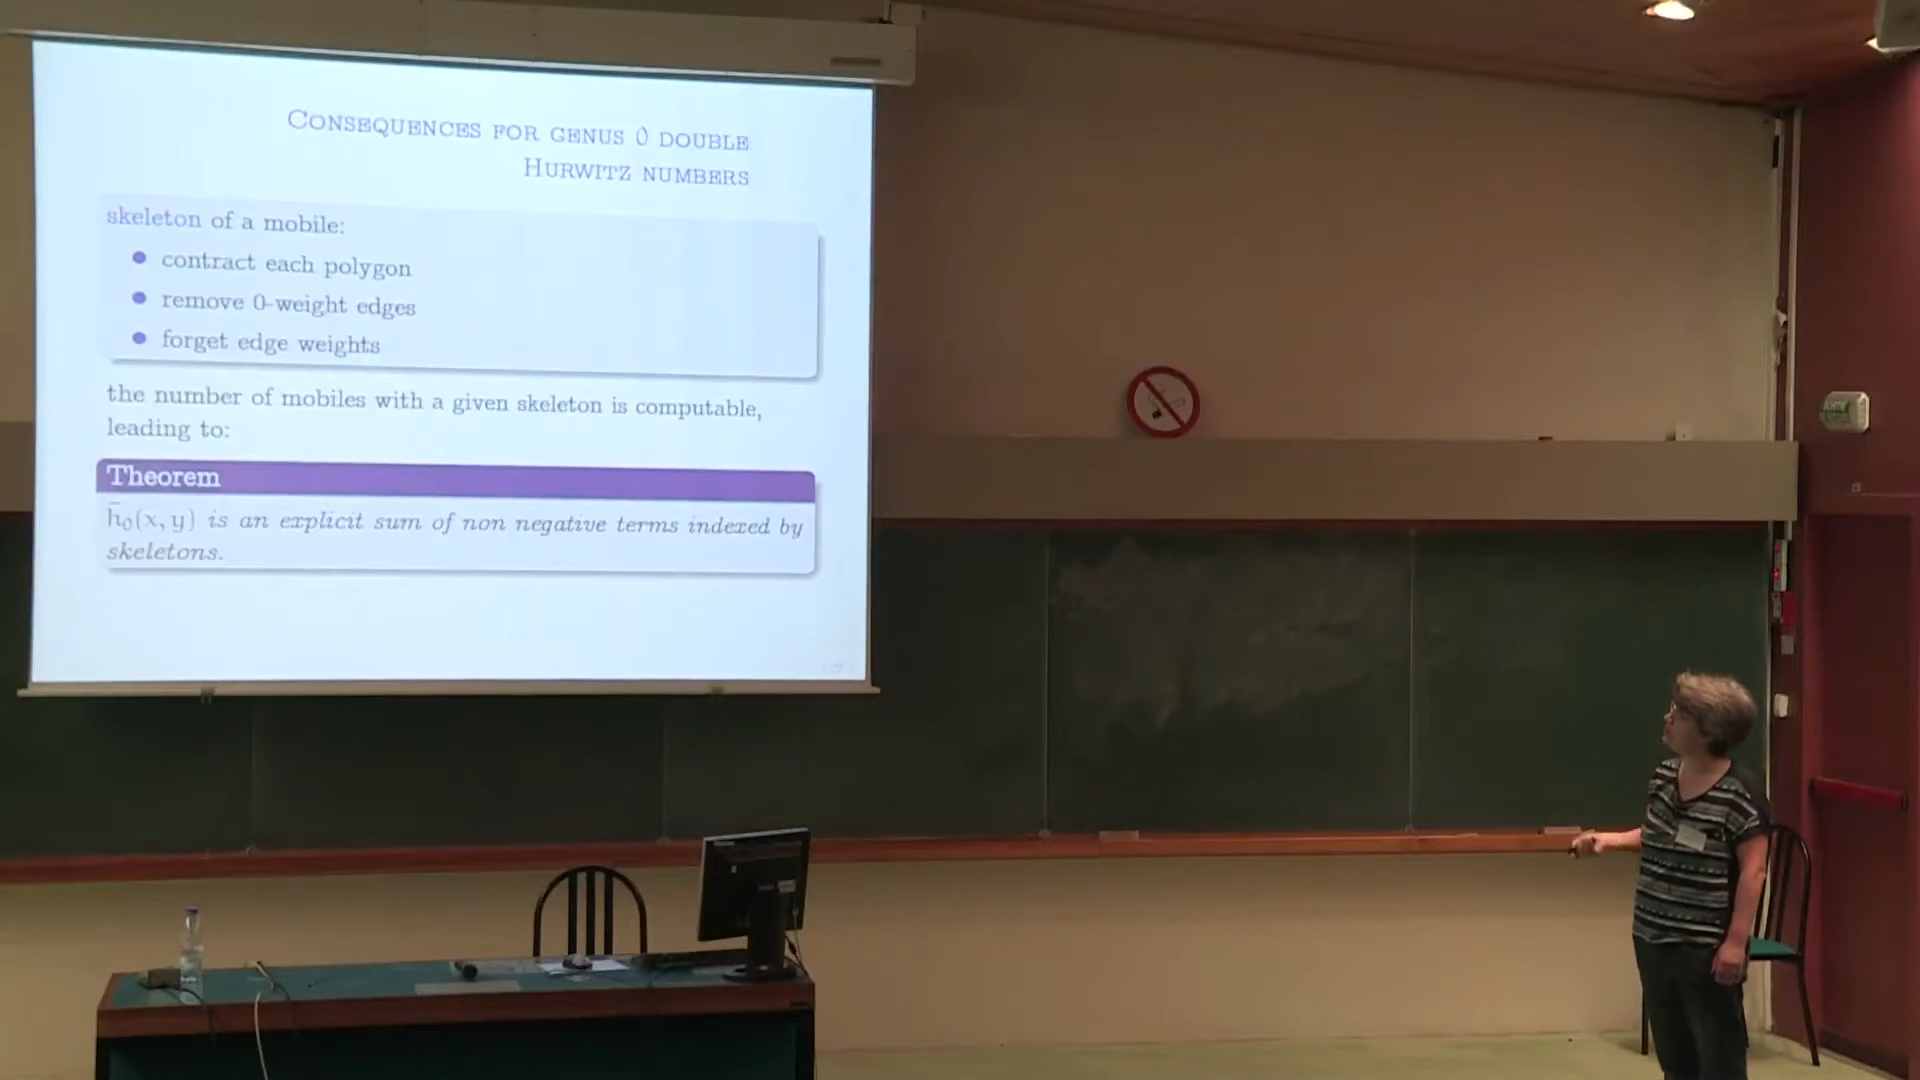 CONSEQUENCES FOR GENUS 0 DOUBLE
HURWITZ NUMBERS
skeleton of a mobile:
contract each polygon
remove 0-weight edges
forget edge weights
the number of mobiles with a given skeleton is computable,
leading to:
Theorem
h̄₀(x, y) is an explicit sum of non negative terms indexed by
skeletons.